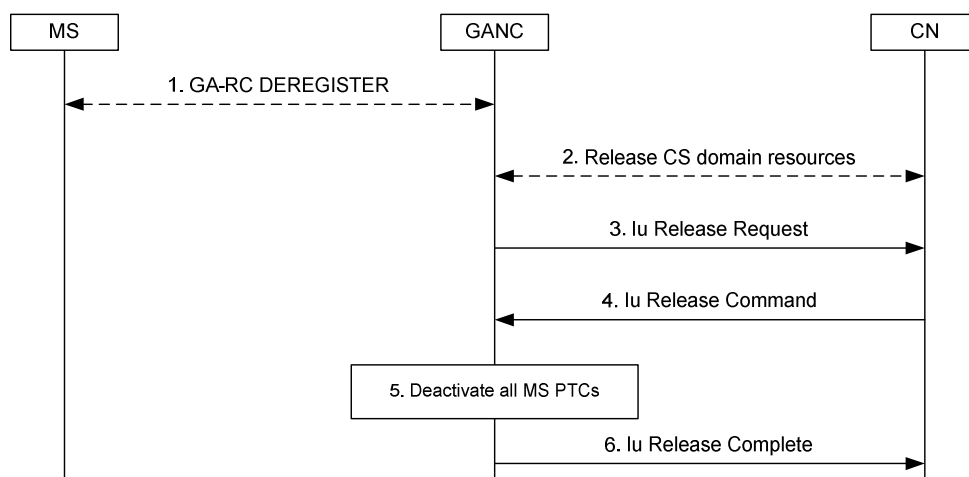 MS
GANC
CN
1. GA-RC DEREGISTER
2. Release CS domain resources
3. Iu Release Request
4. Iu Release Command
5. Deactivate all MS PTCs
6. Iu Release Complete